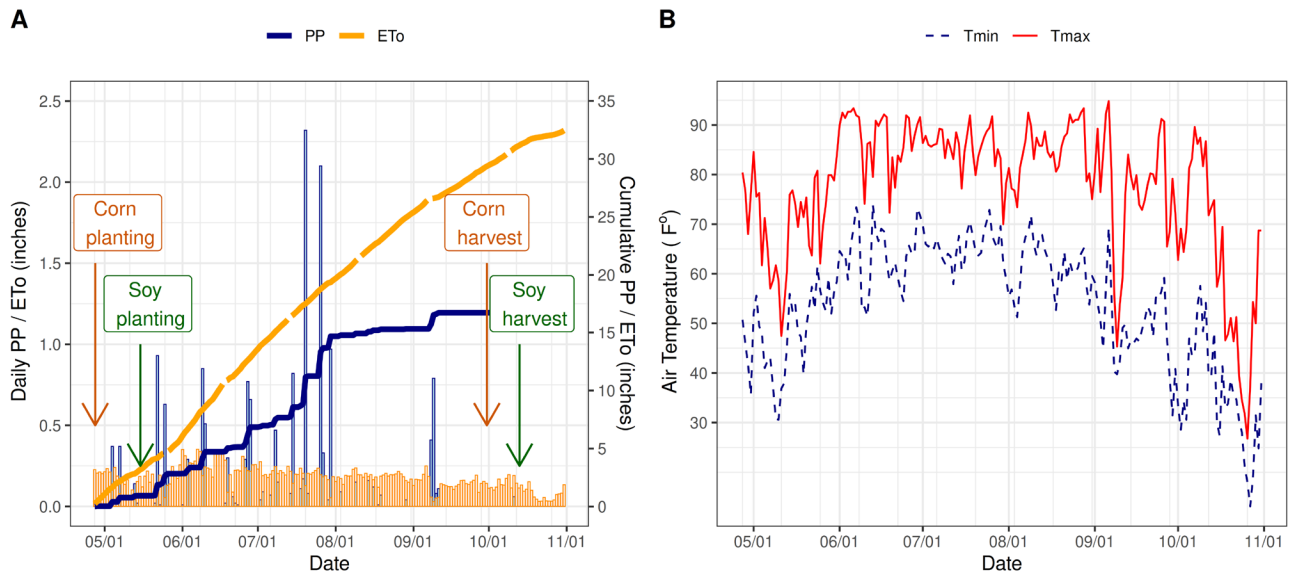 A
PP ETo
Daily PP / ETo (inches)
2.5
2.0
1.5
1.0
0.5
0.0
Corn
planting
Soy
planting
Corn
harvest
Soy
harvest
35
30
25
20
15
10
5
0
Cumulative PP / ETo (inches)
05/01 06/01 07/01 08/01 09/01 10/01 11/01
Date
B
Tmin Tmax
Air Temperature ( Fº)
90
80
70
60
50
40
30
05/01 06/01 07/01 08/01 09/01 10/01 11/01
Date